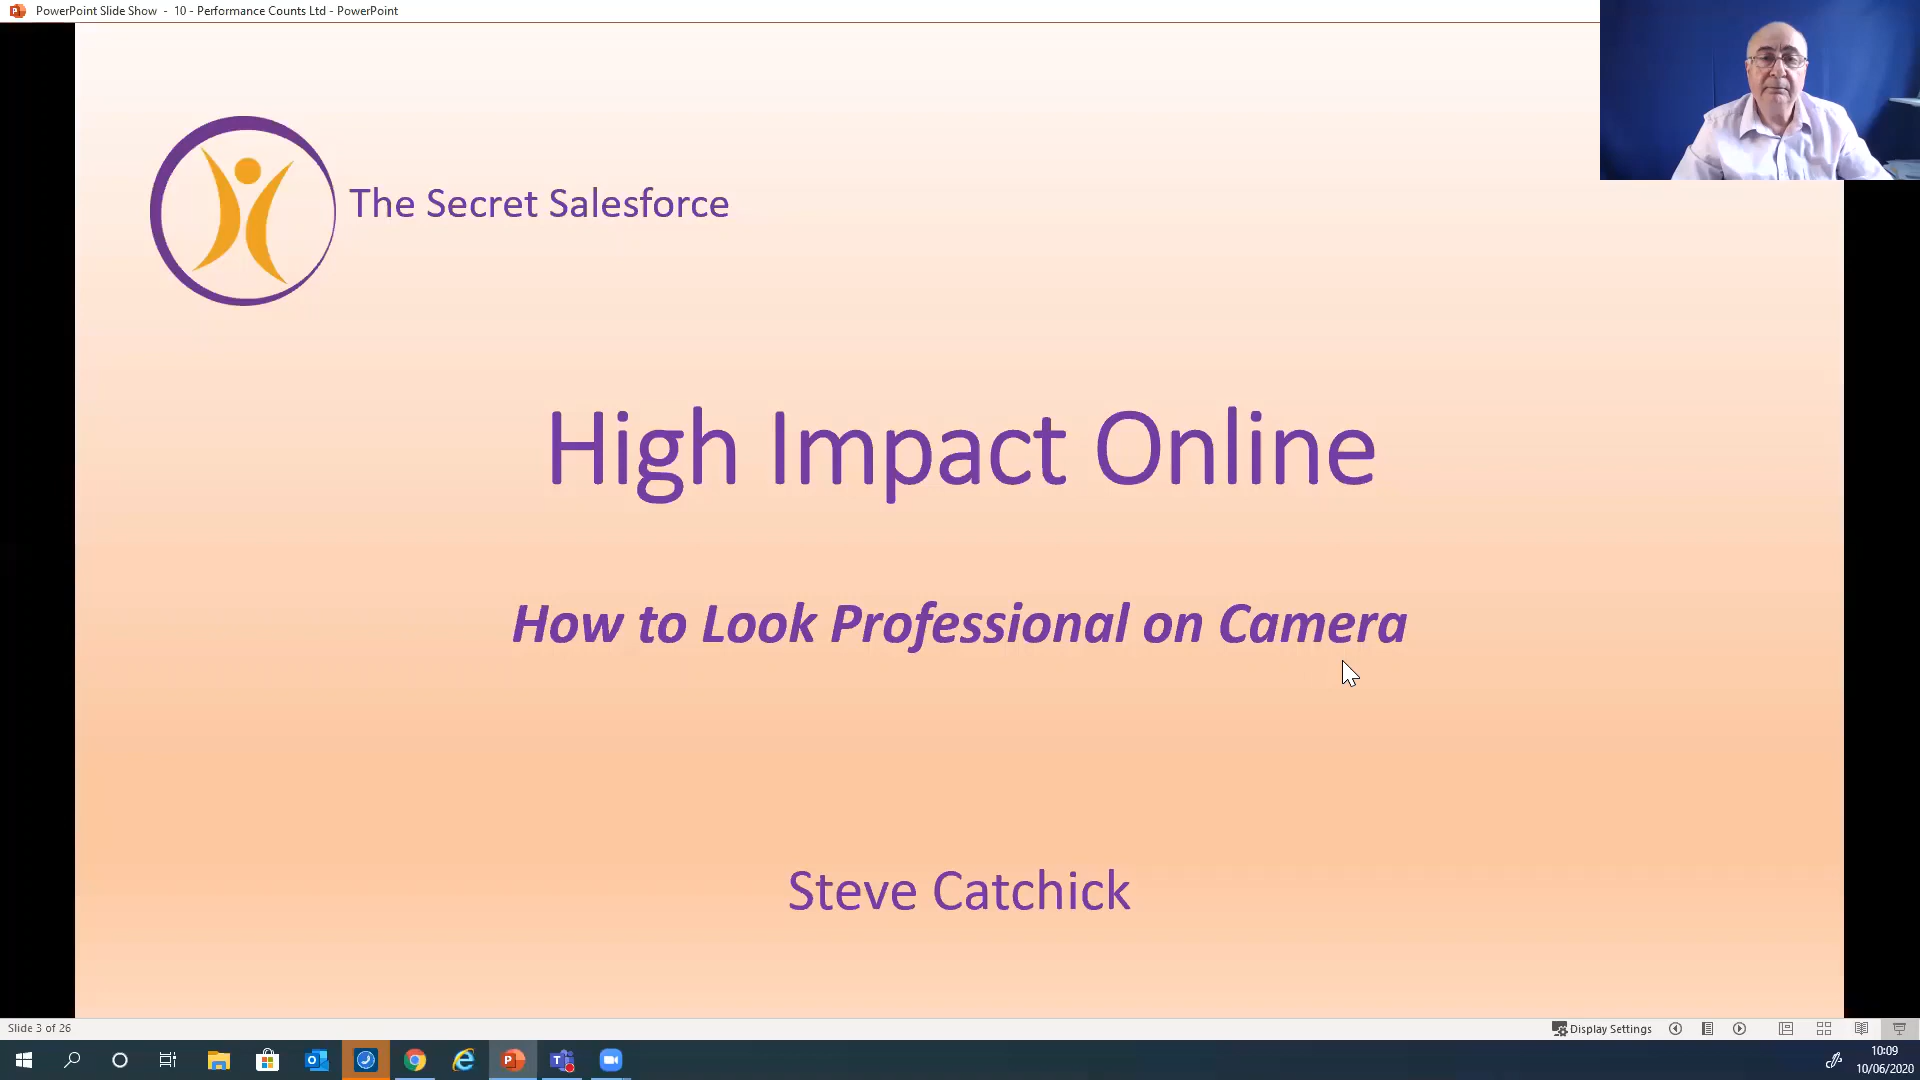 PowerPoint Slide Show - 10 - Performance Counts Ltd - PowerPoint
The Secret Salesforce
High Impact Online
How to Look Professional on Camera
Steve Catchick
Slide 3 of 26
Display Settings
10:09
10/06/2020